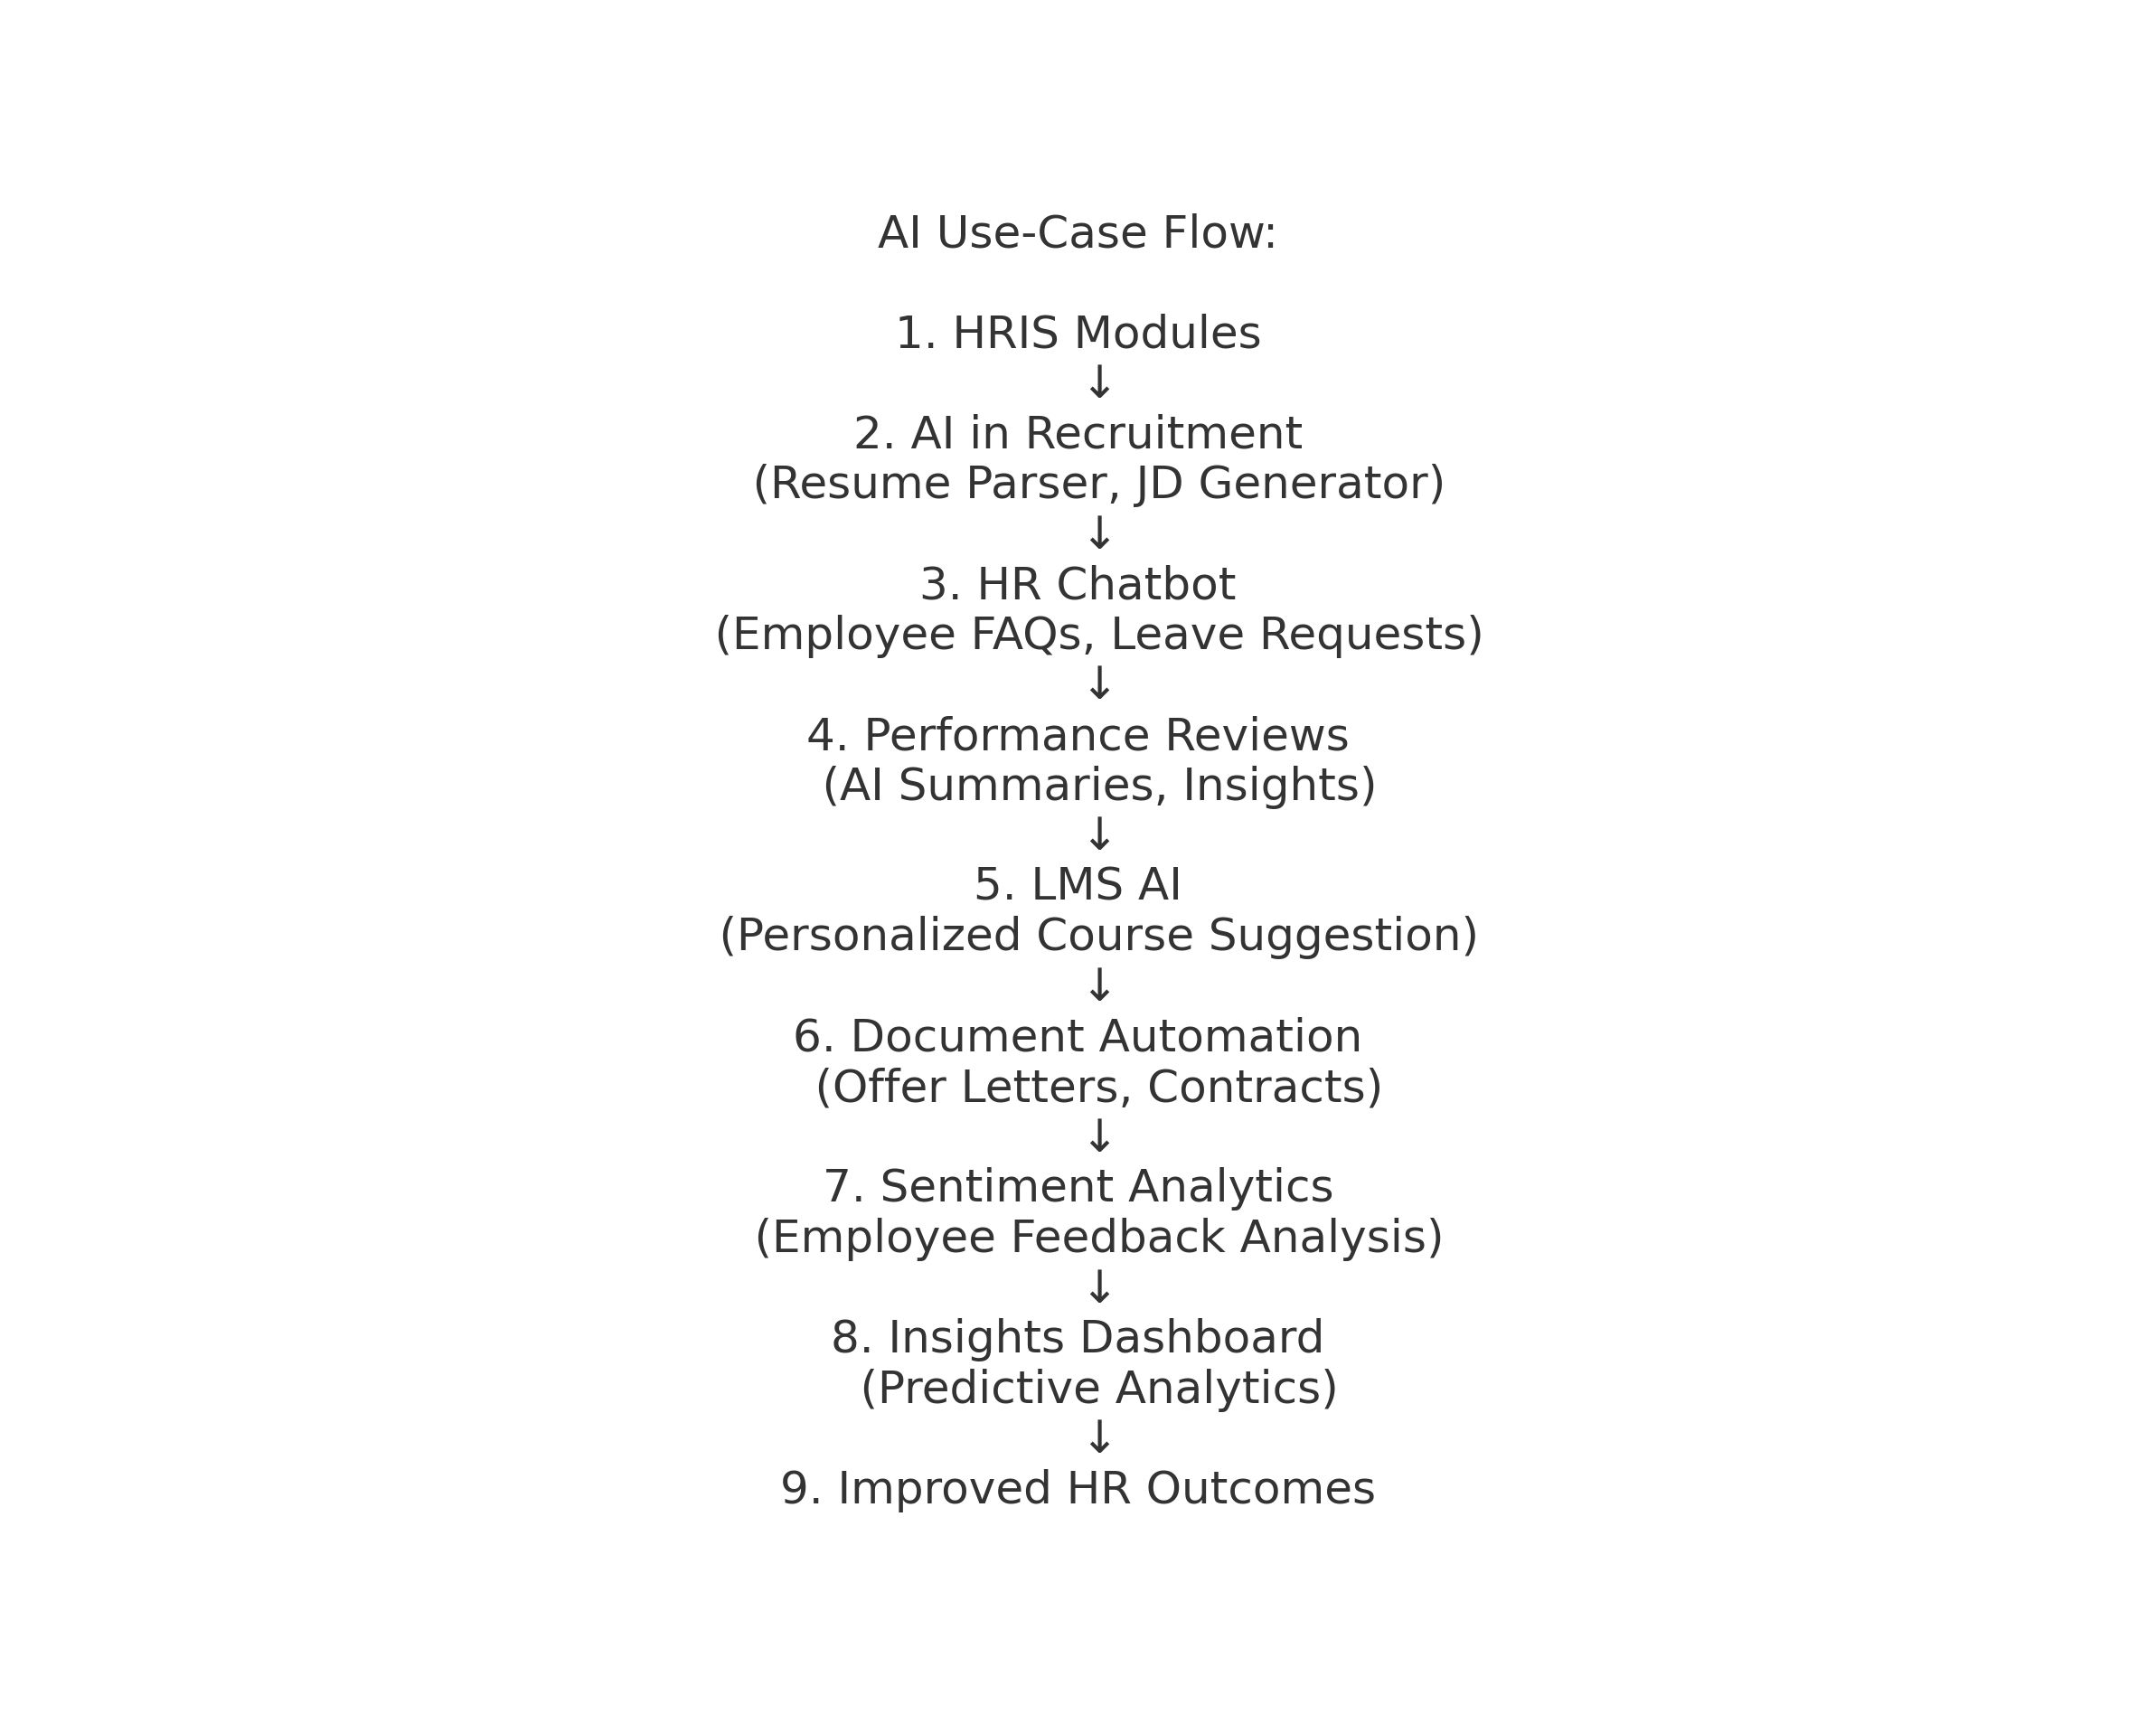 AI Use-Case Flow:
1. HRIS Modules
↓
2. AI in Recruitment
(Resume Parser, JD Generator)
↓
3. HR Chatbot
(Employee FAQs, Leave Requests)
↓
4. Performance Reviews
(AI Summaries, Insights)
↓
5. LMS AI
(Personalized Course Suggestion)
↓
6. Document Automation
(Offer Letters, Contracts)
↓
7. Sentiment Analytics
(Employee Feedback Analysis)
↓
8. Insights Dashboard
(Predictive Analytics)
↓
9. Improved HR Outcomes